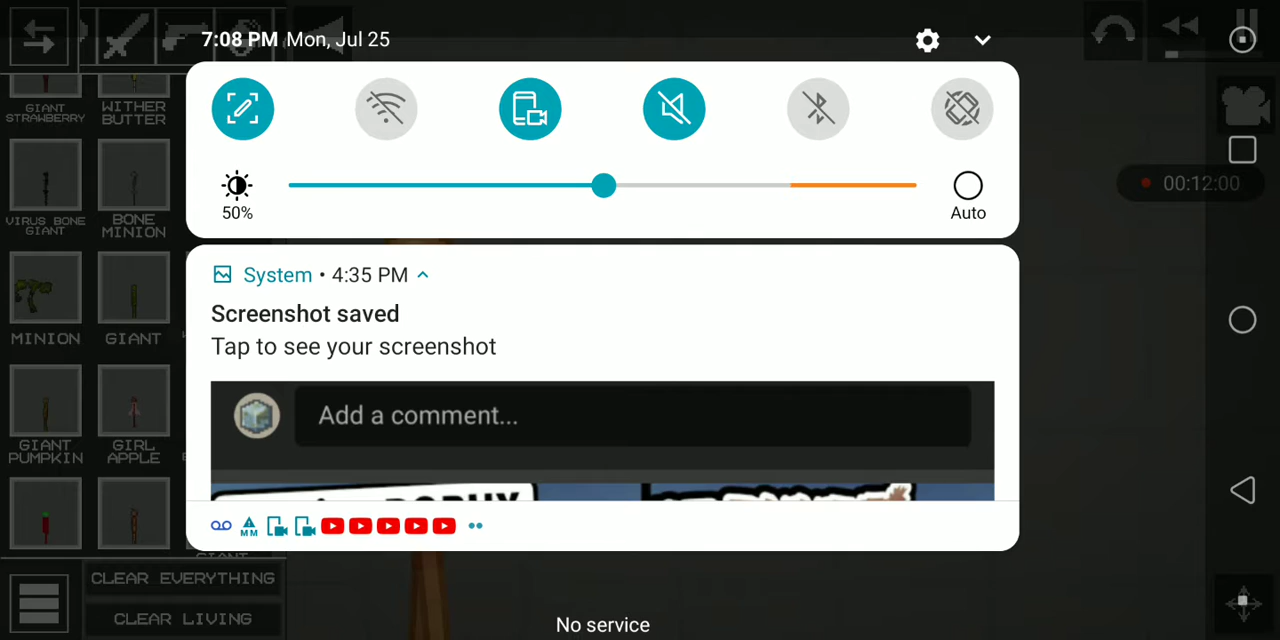 7:08 PM Mon, Jul 25
00:12:00
50%
Auto
System • 4:35 PM
Screenshot saved
Tap to see your screenshot
Add a comment...
MM
No service
GIANT
STRAWBERRY
WITHER
BUTTER
VIRUS BONE
GIANT
BONE
MINION
MINION
GIANT
GIANT
PUMPKIN
GIRL
APPLE
GIANT
CLEAR EVERYTHING
CLEAR LIVING